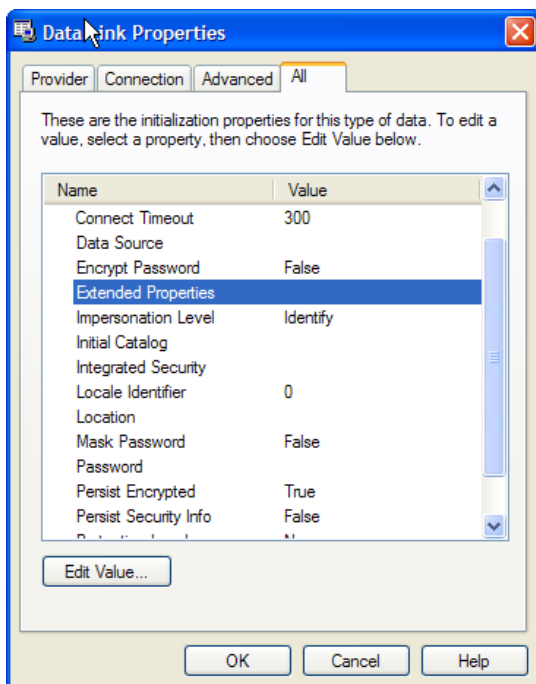 Data Link Properties
Provider Connection Advanced All
These are the initialization properties for this type of data. To edit a
value, select a property, then choose Edit Value below.
Name Value
Connect Timeout 300
Data Source
Encrypt Password False
Extended Properties
Impersonation Level Identify
Initial Catalog
Integrated Security
Locale Identifier 0
Location
Mask Password False
Password
Persist Encrypted True
Persist Security Info False
Edit Value...
OK Cancel Help